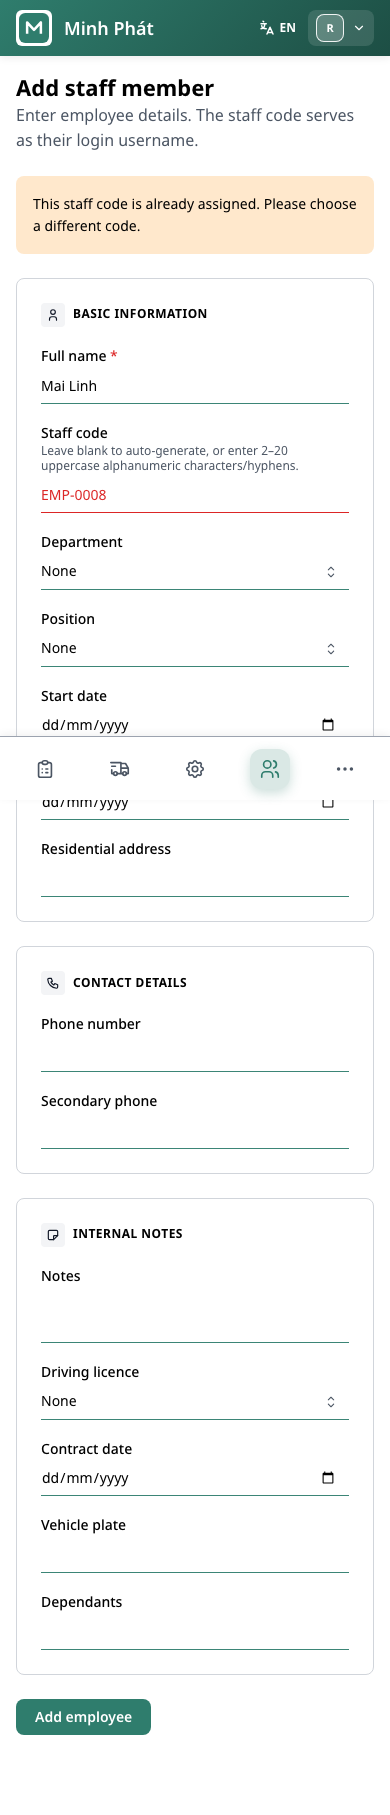 Minh Phát
EN
R
Add staff member
Enter employee details. The staff code serves
as their login username.
This staff code is already assigned. Please choose
a different code.
BASIC INFORMATION
Full name *
Mai Linh
Staff code
Leave blank to auto-generate, or enter 2–20
uppercase alphanumeric characters/hyphens.
EMP-0008
Department
None
Position
None
Start date
dd/mm/yyyy
dd/mm/yyyy
Residential address
CONTACT DETAILS
Phone number
Secondary phone
INTERNAL NOTES
Notes
Driving licence
None
Contract date
dd/mm/yyyy
Vehicle plate
Dependants
Add employee